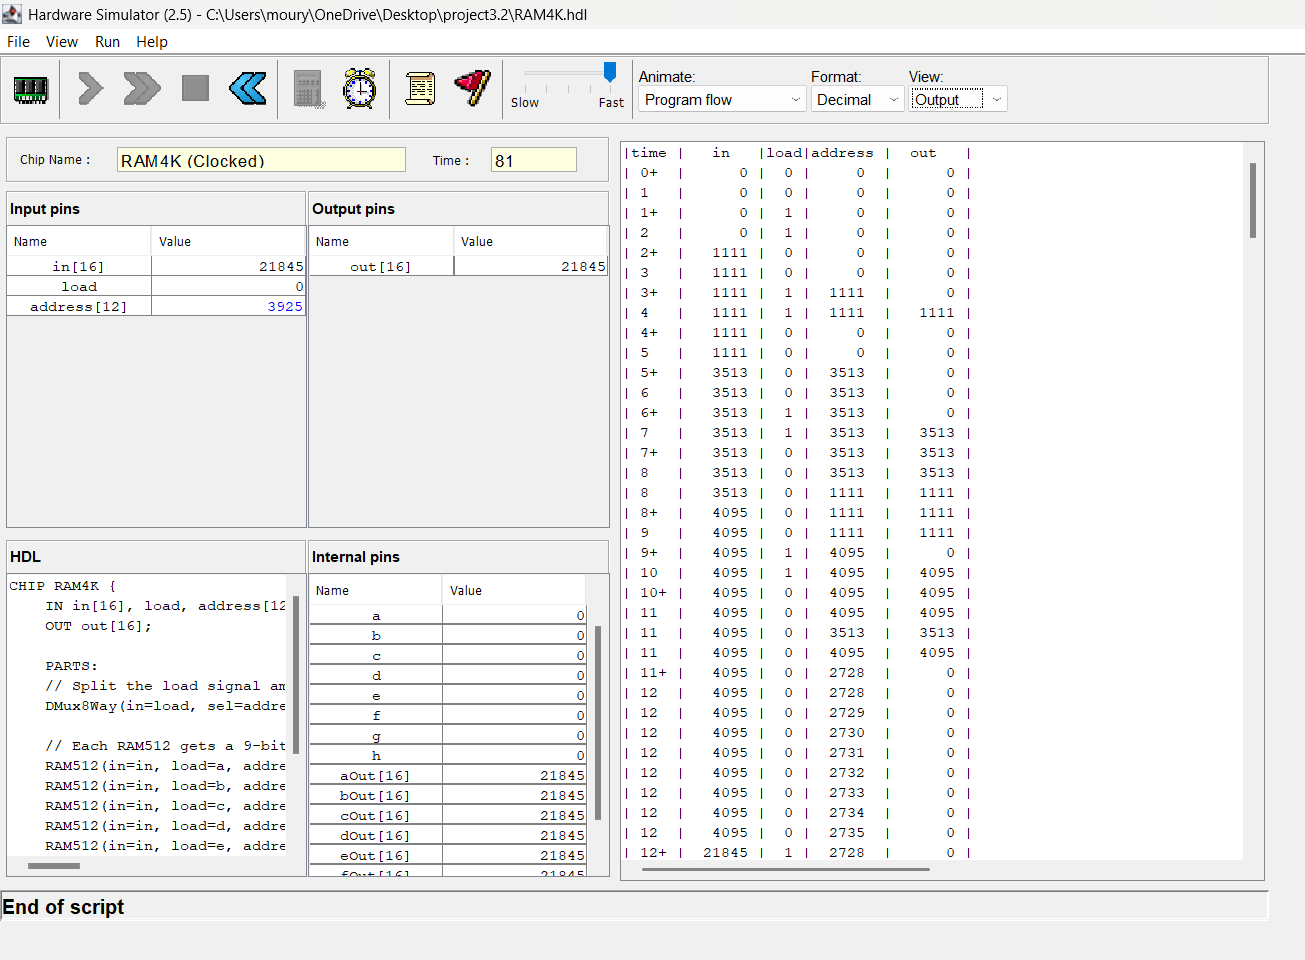 Hardware Simulator (2.5) - C:\Users\moury\OneDrive\Desktop\project3.2\RAM4K.hdl
File View Run Help
Slow Fast
Animate: Format: View:
Program flow Decimal Output
Chip Name : RAM4K (Clocked) Time : 81
Input pins
Name Value
in[16] 21845
load 0
address[12] 3925
Output pins
Name Value
out[16] 21845
HDL
CHIP RAM4K {
IN in[16], load, address[12
OUT out[16];
PARTS:
// Split the load signal am
DMux8Way(in=load, sel=addre
// Each RAM512 gets a 9-bit
RAM512(in=in, load=a, addre
RAM512(in=in, load=b, addre
RAM512(in=in, load=c, addre
RAM512(in=in, load=d, addre
RAM512(in=in, load=e, addre
Internal pins
Name Value
a 0
b 0
c 0
d 0
e 0
f 0
g 0
h 0
aOut[16] 21845
bOut[16] 21845
cOut[16] 21845
dOut[16] 21845
eOut[16] 21845
fOut[16] 21845
|time | in |load|address | out |
| 0+ | 0 | 0 | 0 | 0 |
| 1 | 0 | 0 | 0 | 0 |
| 1+ | 0 | 1 | 0 | 0 |
| 2 | 0 | 1 | 0 | 0 |
| 2+ | 1111 | 0 | 0 | 0 |
| 3 | 1111 | 0 | 0 | 0 |
| 3+ | 1111 | 1 | 1111 | 0 |
| 4 | 1111 | 1 | 1111 | 1111 |
| 4+ | 1111 | 0 | 0 | 0 |
| 5 | 1111 | 0 | 0 | 0 |
| 5+ | 3513 | 0 | 3513 | 0 |
| 6 | 3513 | 0 | 3513 | 0 |
| 6+ | 3513 | 1 | 3513 | 0 |
| 7 | 3513 | 1 | 3513 | 3513 |
| 7+ | 3513 | 0 | 3513 | 3513 |
| 8 | 3513 | 0 | 3513 | 3513 |
| 8 | 3513 | 0 | 1111 | 1111 |
| 8+ | 4095 | 0 | 1111 | 1111 |
| 9 | 4095 | 0 | 1111 | 1111 |
| 9+ | 4095 | 1 | 4095 | 0 |
| 10 | 4095 | 1 | 4095 | 4095 |
| 10+ | 4095 | 0 | 4095 | 4095 |
| 11 | 4095 | 0 | 4095 | 4095 |
| 11 | 4095 | 0 | 3513 | 3513 |
| 11 | 4095 | 0 | 4095 | 4095 |
| 11+ | 4095 | 0 | 2728 | 0 |
| 12 | 4095 | 0 | 2728 | 0 |
| 12 | 4095 | 0 | 2729 | 0 |
| 12 | 4095 | 0 | 2730 | 0 |
| 12 | 4095 | 0 | 2731 | 0 |
| 12 | 4095 | 0 | 2732 | 0 |
| 12 | 4095 | 0 | 2733 | 0 |
| 12 | 4095 | 0 | 2734 | 0 |
| 12 | 4095 | 0 | 2735 | 0 |
| 12+ | 21845 | 1 | 2728 | 0 |
End of script